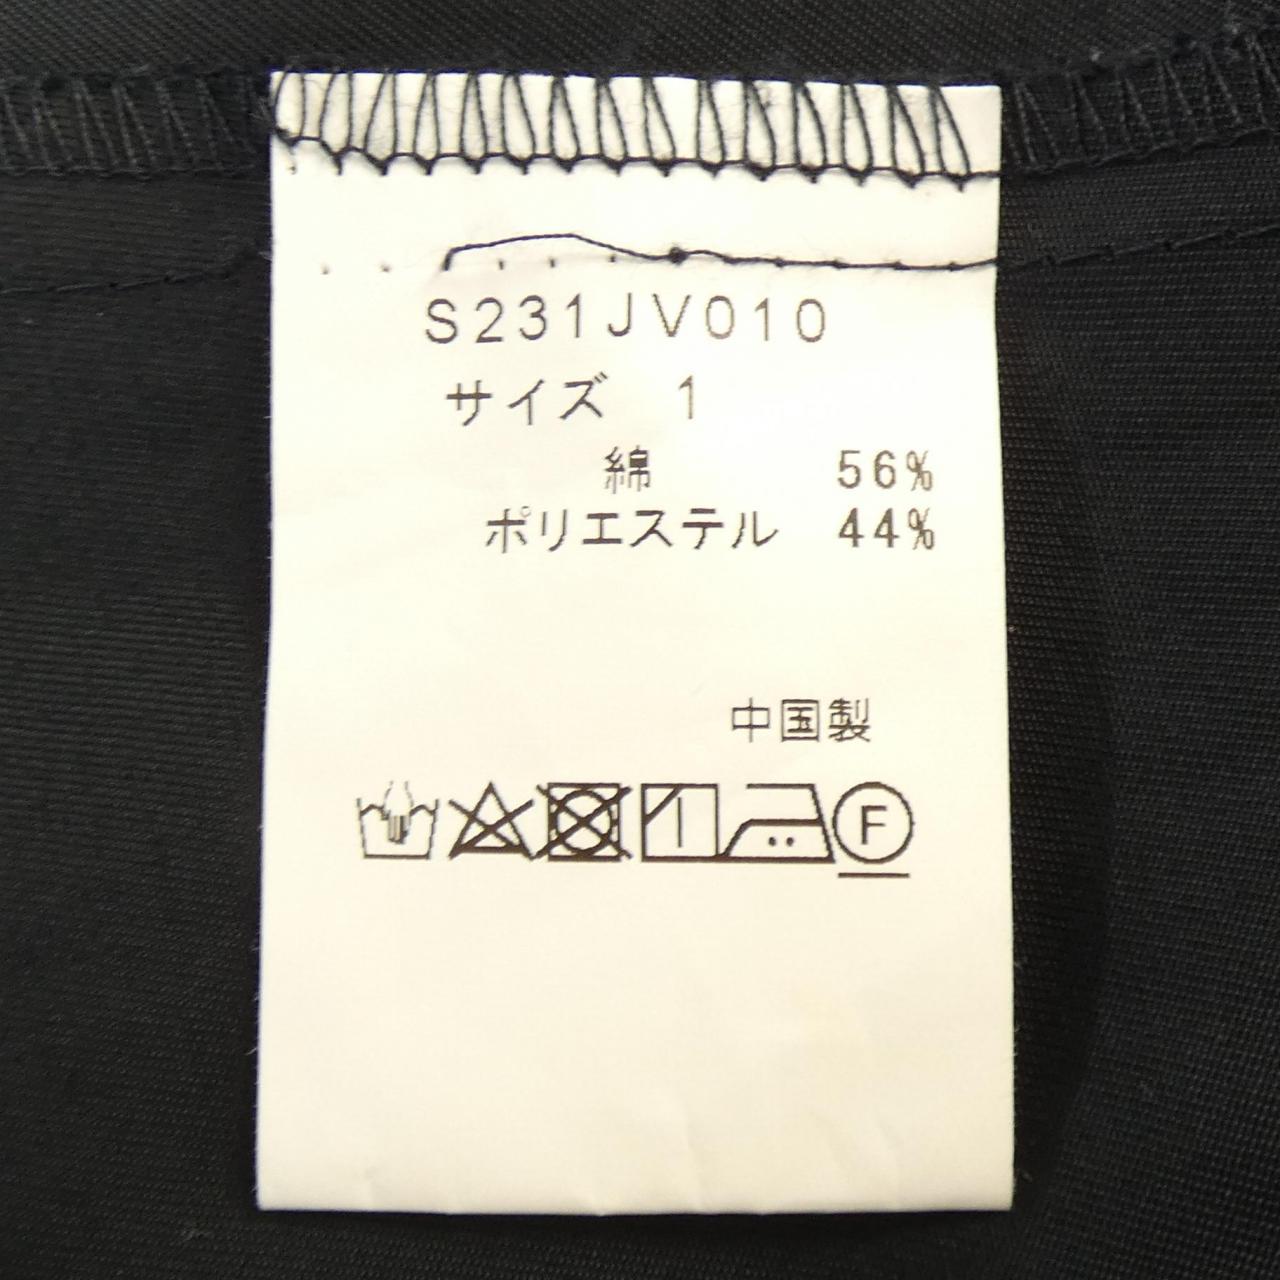 S231JV010
サイズ 1
綿 56%
ポリエステル 44%
中国製
F